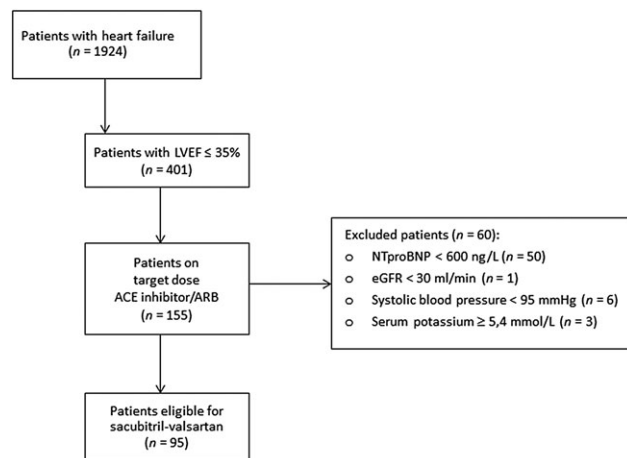 Patients with heart failure
(n = 1924)
Patients with LVEF ≤ 35%
(n = 401)
Patients on
target dose
ACE inhibitor/ARB
(n = 155)
Excluded patients (n = 60):
o NTproBNP < 600 ng/L (n = 50)
o eGFR < 30 ml/min (n = 1)
o Systolic blood pressure < 95 mmHg (n = 6)
o Serum potassium ≥ 5,4 mmol/L (n = 3)
Patients eligible for
sacubitril-valsartan
(n = 95)